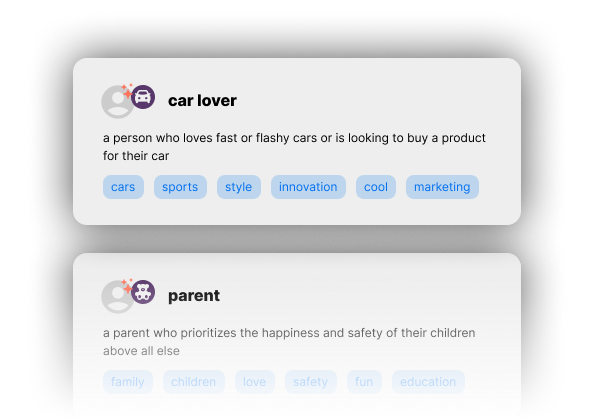 car lover
a person who loves fast or flashy cars or is looking to buy a product
for their car
cars sports style innovation cool marketing
parent
a parent who prioritizes the happiness and safety of their children
above all else
family children love safety fun education